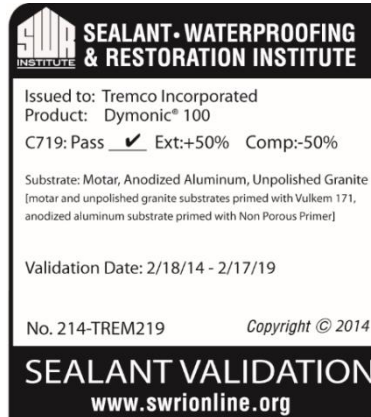 SWR
INSTITUTE
SEALANT • WATERPROOFING
& RESTORATION INSTITUTE
Issued to: Tremco Incorporated
Product: Dymonic® 100
C719: Pass ✔ Ext:+50% Comp:-50%
Substrate: Motar, Anodized Aluminum, Unpolished Granite
[motar and unpolished granite substrates primed with Vulkem 171,
anodized aluminum substrate primed with Non Porous Primer]
Validation Date: 2/18/14 - 2/17/19
No. 214-TREM219 Copyright © 2014
SEALANT VALIDATION
www.swrionline.org